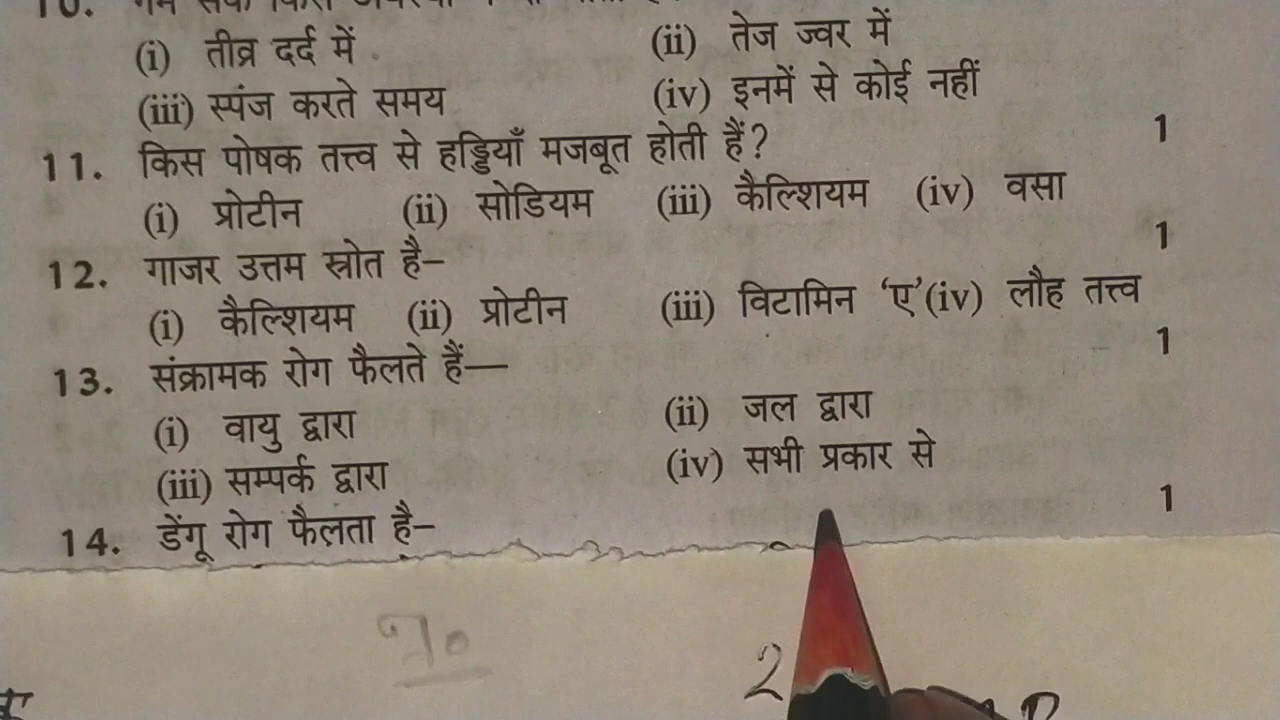 10.
(i) तीव्र दर्द में (ii) तेज ज्वर में
(iii) स्पंज करते समय (iv) इनमें से कोई नहीं
11. किस पोषक तत्त्व से हड्डियाँ मजबूत होती हैं? 1
(i) प्रोटीन (ii) सोडियम (iii) कैल्शियम (iv) वसा
12. गाजर उत्तम स्रोत है– 1
(i) कैल्शियम (ii) प्रोटीन (iii) विटामिन 'ए' (iv) लौह तत्त्व
13. संक्रामक रोग फैलते हैं— 1
(i) वायु द्वारा (ii) जल द्वारा
(iii) सम्पर्क द्वारा (iv) सभी प्रकार से
14. डेंगू रोग फैलता है– 1
2